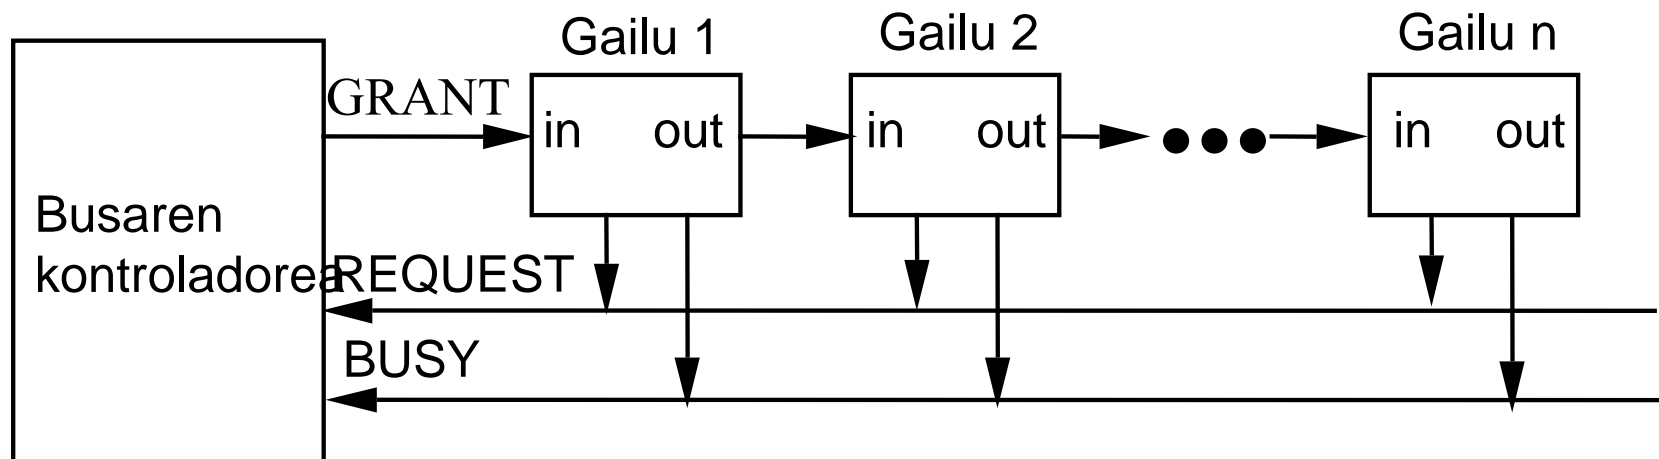 Gailu 1
Gailu 2
Gailu n
GRANT
in out
in out
in out
Busaren
kontroladorea
REQUEST
BUSY